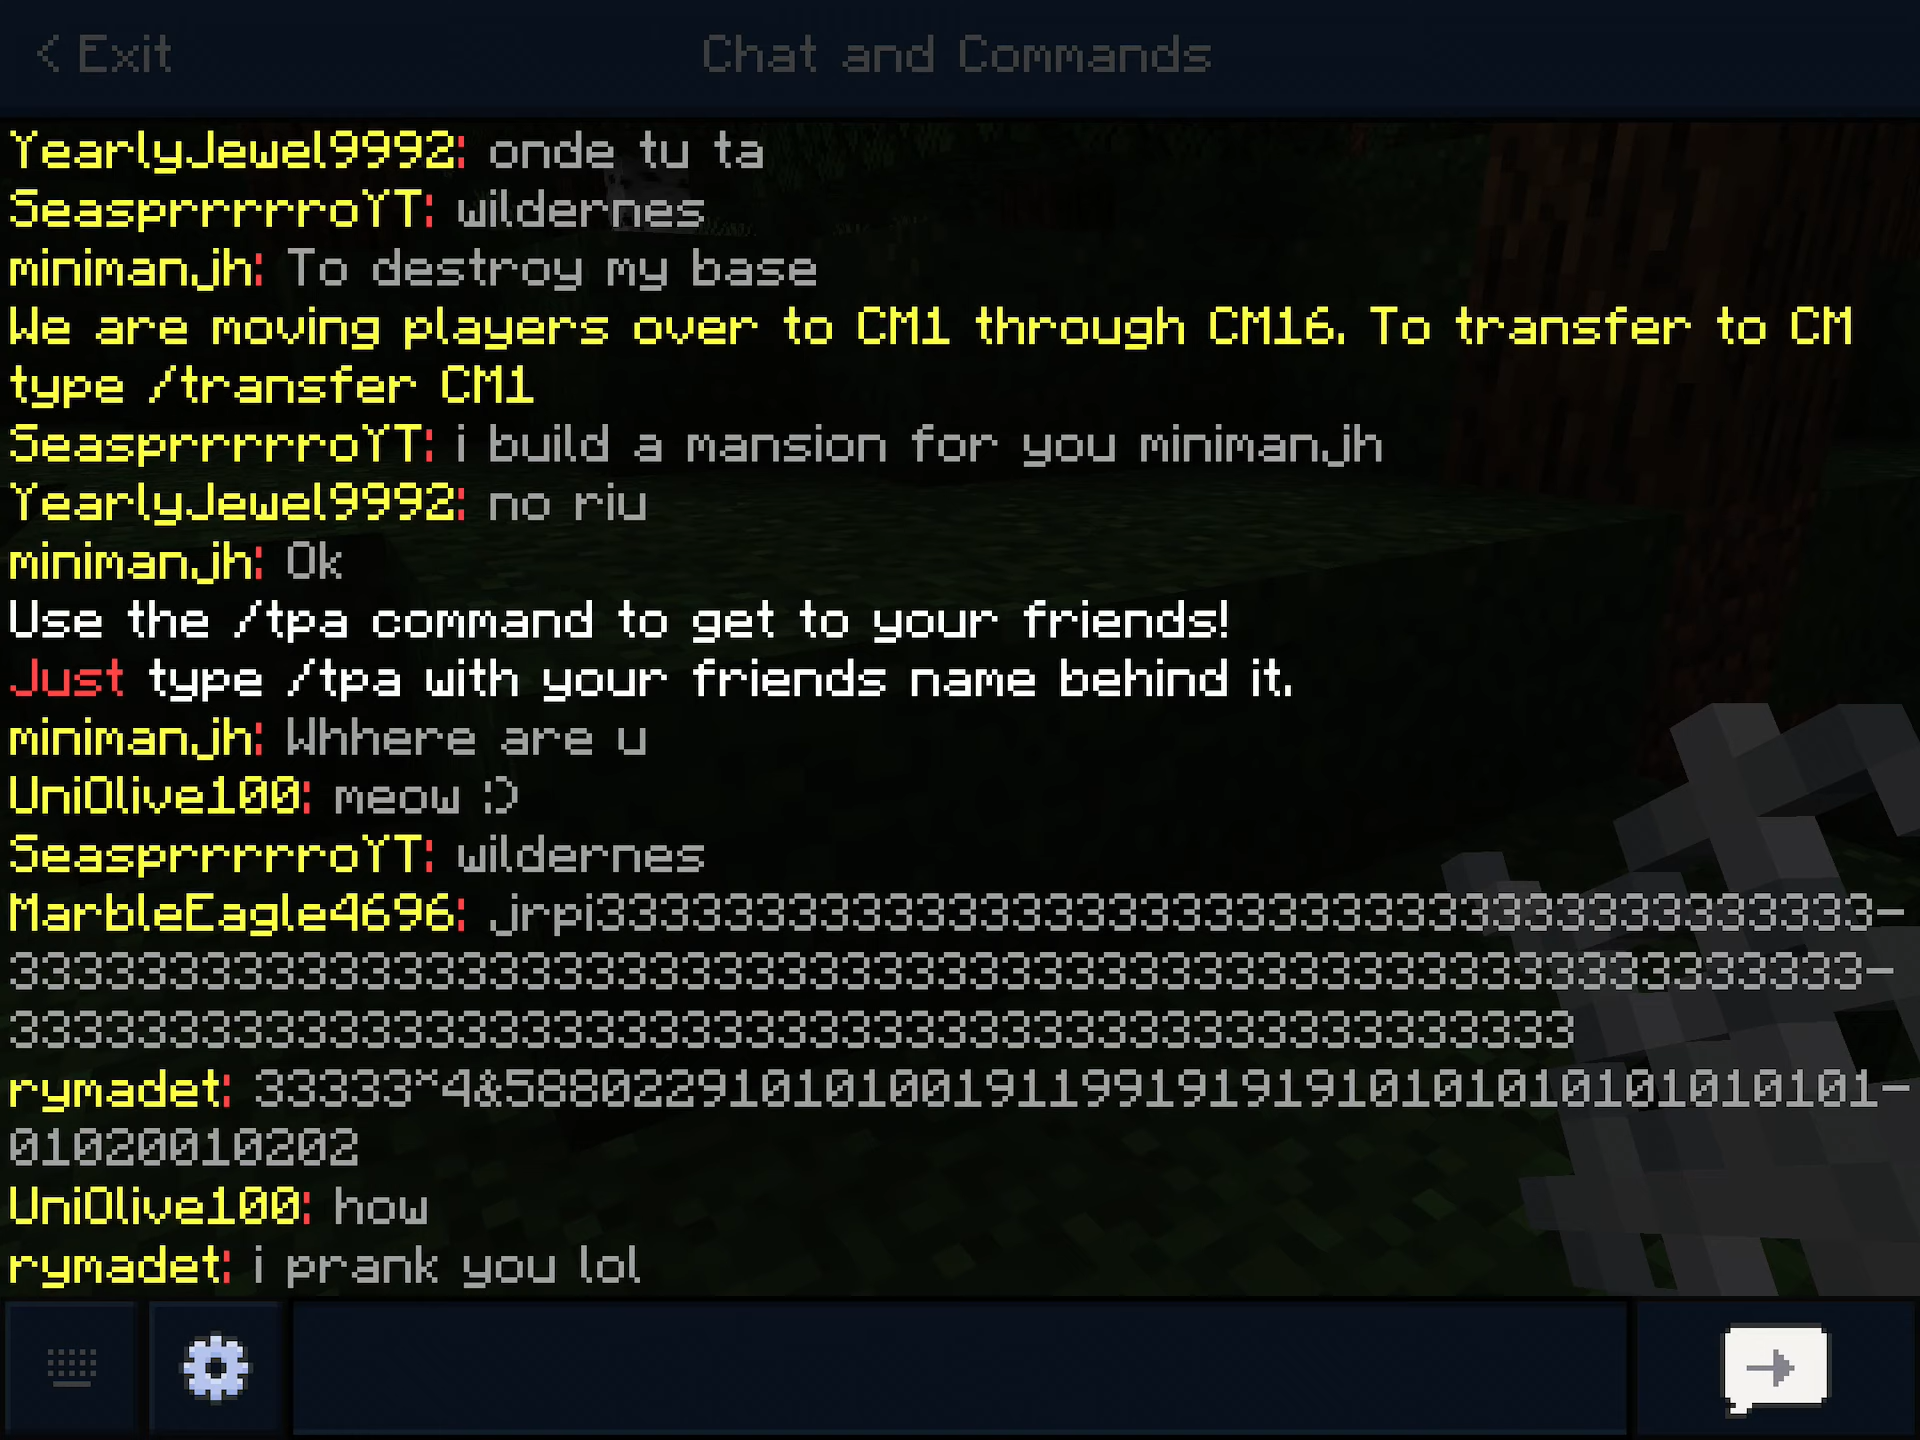 < Exit
Chat and Commands
YearlyJewel9992: onde tu ta
SeasprrrrroYT: wildernes
minimanjh: To destroy my base
We are moving players over to CM1 through CM16. To transfer to CM
type /transfer CM1
SeasprrrrroYT: i build a mansion for you minimanjh
YearlyJewel9992: no riu
minimanjh: Ok
Use the /tpa command to get to your friends!
Just type /tpa with your friends name behind it.
minimanjh: Whhere are u
UniOlive100: meow :)
SeasprrrrroYT: wildernes
MarbleEagle4696:
rymadet: 33333*4&5880229101010019119919191910101010101010101-
01020010202
UniOlive100: how
rymadet: i prank you lol